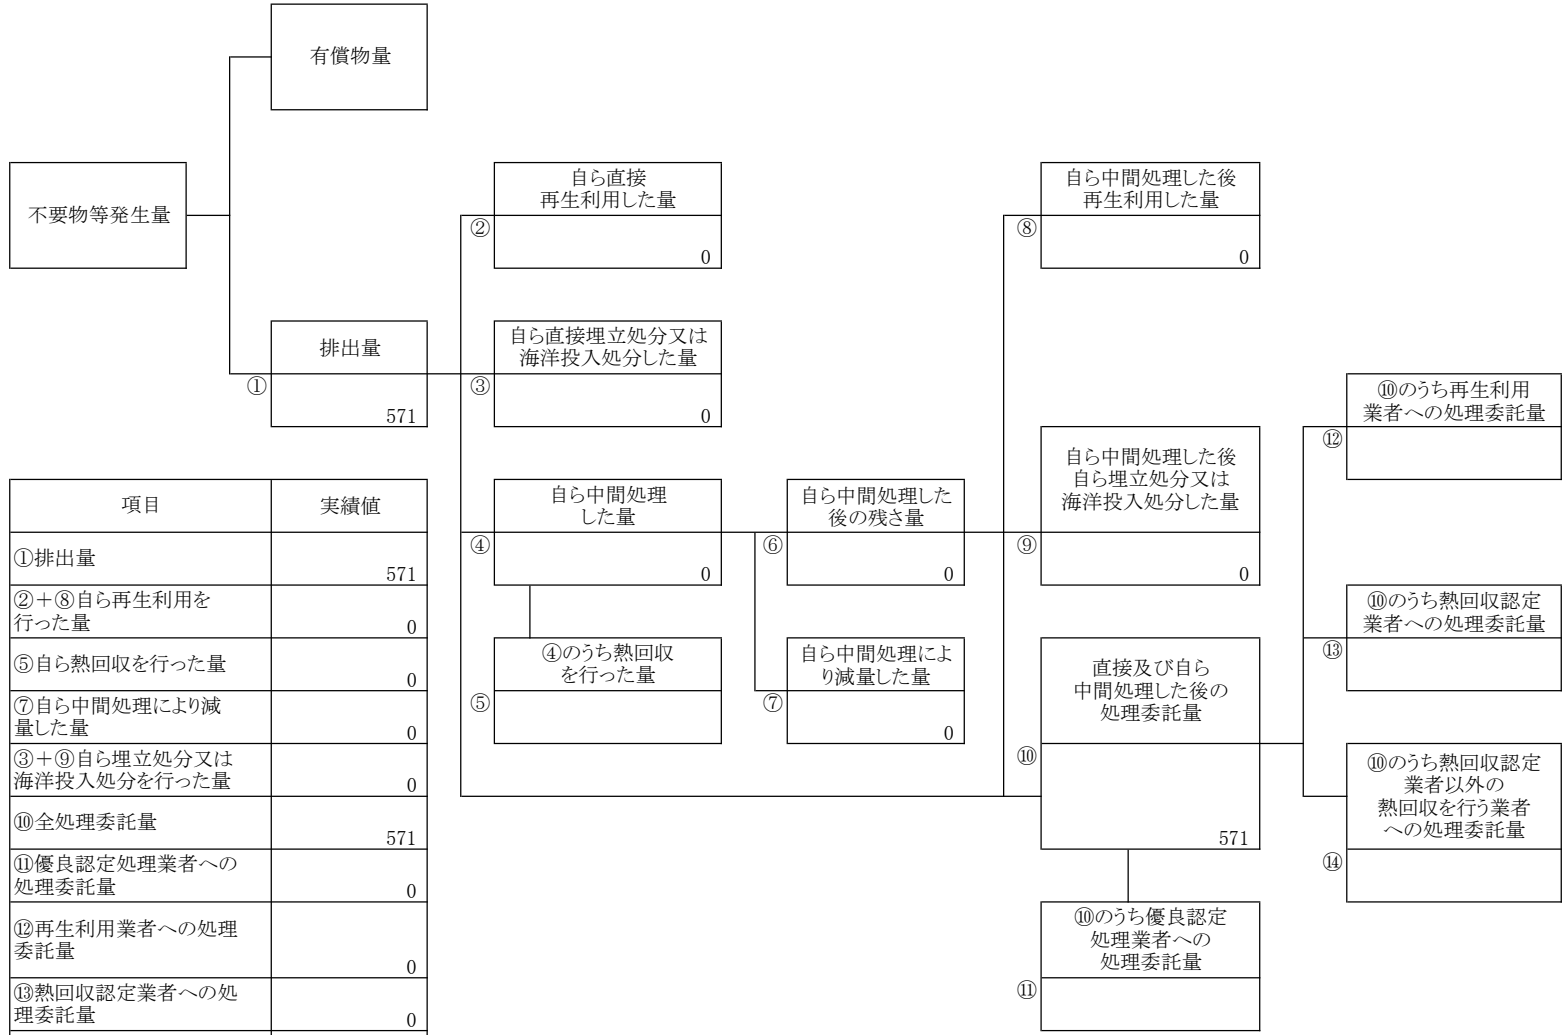 有償物量
不要物等発生量
排出量
①
571
自ら直接
再生利用した量
②
0
自ら直接埋立処分又は
海洋投入処分した量
③
0
自ら中間処理
した量
④
0
④のうち熱回収
を行った量
⑤
自ら中間処理した
後の残さ量
⑥
0
自ら中間処理によ
り減量した量
⑦
0
自ら中間処理した後
再生利用した量
⑧
0
自ら中間処理した後
自ら埋立処分又は
海洋投入処分した量
⑨
0
直接及び自ら
中間処理した後の
処理委託量
⑩
571
⑩のうち優良認定
処理業者への
処理委託量
⑪
⑩のうち再生利用
業者への処理委託量
⑫
⑩のうち熱回収認定
業者への処理委託量
⑬
⑩のうち熱回収認定
業者以外の
熱回収を行う業者
への処理委託量
⑭
項目 実績値
①排出量
571
②＋⑧自ら再生利用を
行った量 0
⑤自ら熱回収を行った量
0
⑦自ら中間処理により減
量した量 0
③＋⑨自ら埋立処分又は
海洋投入処分を行った量 0
⑩全処理委託量
571
⑪優良認定処理業者への
処理委託量 0
⑫再生利用業者への処理
委託量
0
⑬熱回収認定業者への処
理委託量 0